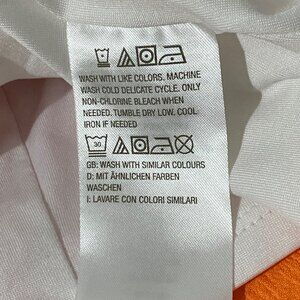 WASH WITH LIKE COLORS. MACHINE
WASH COLD DELICATE CYCLE. ONLY
NON-CHLORINE BLEACH WHEN
NEEDED. TUMBLE DRY LOW. COOL
IRON IF NEEDED
30
GB: WASH WITH SIMILAR COLOURS
D: MIT ÄHNLICHEN FARBEN
WASCHEN
I: LAVARE CON COLORI SIMILARI